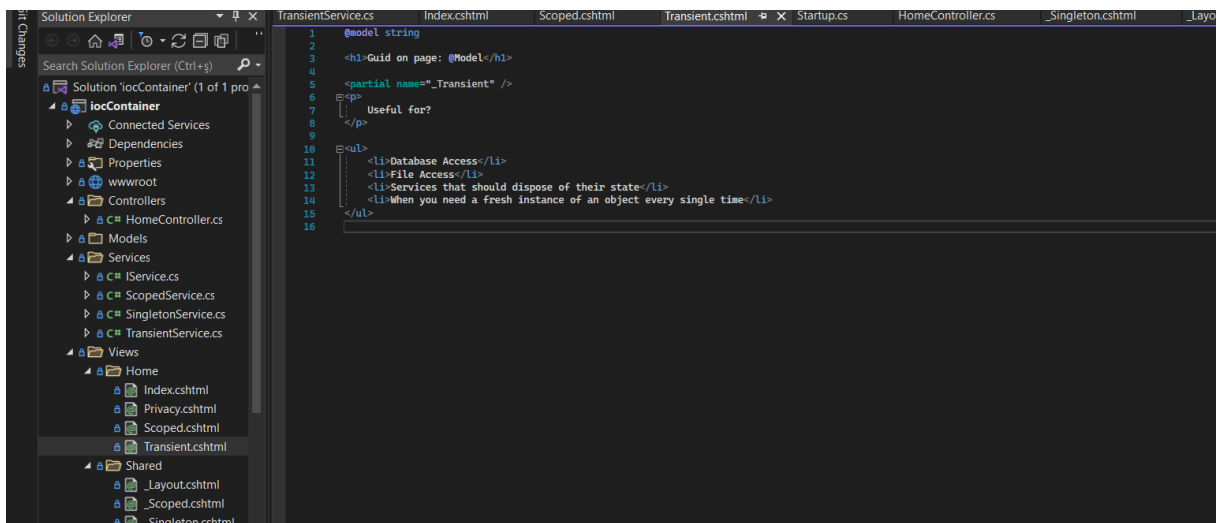 Git Changes
Solution Explorer
Search Solution Explorer (Ctrl+ş)
Solution 'iocContainer' (1 of 1 pro
iocContainer
Connected Services
Dependencies
Properties
wwwroot
Controllers
C# HomeController.cs
Models
Services
C# IService.cs
C# ScopedService.cs
C# SingletonService.cs
C# TransientService.cs
Views
Home
Index.cshtml
Privacy.cshtml
Scoped.cshtml
Transient.cshtml
Shared
_Layout.cshtml
_Scoped.cshtml
_Singleton.cshtml
TransientService.cs Index.cshtml Scoped.cshtml Transient.cshtml Startup.cs HomeController.cs _Singleton.cshtml _Layo
1 @model string
2
3 <h1>Guid on page: @Model</h1>
4
5 <partial name="_Transient" />
6 <p>
7 Useful for?
8 </p>
9
10 <ul>
11 <li>Database Access</li>
12 <li>File Access</li>
13 <li>Services that should dispose of their state</li>
14 <li>When you need a fresh instance of an object every single time</li>
15 </ul>
16